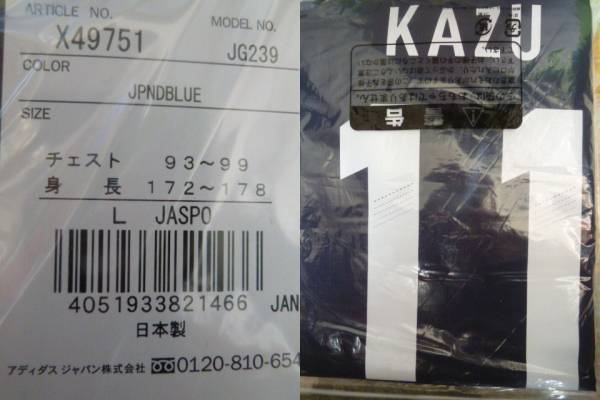 ARTICLE NO.
MODEL NO.
X49751
JG239
COLOR
JPNDBLUE
SIZE
チェスト 93~99
身 長 172~178
L JASPO
4051933821466 JAN
日本製
アディダス ジャパン株式会社 0120-810-654
KAZU
11